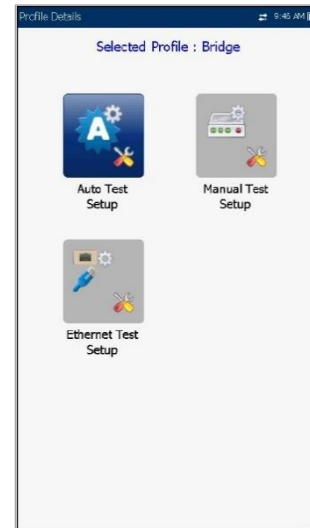 Profile Details 9:46 AM
Selected Profile : Bridge
A
Auto Test
Setup
Manual Test
Setup
Ethernet Test
Setup